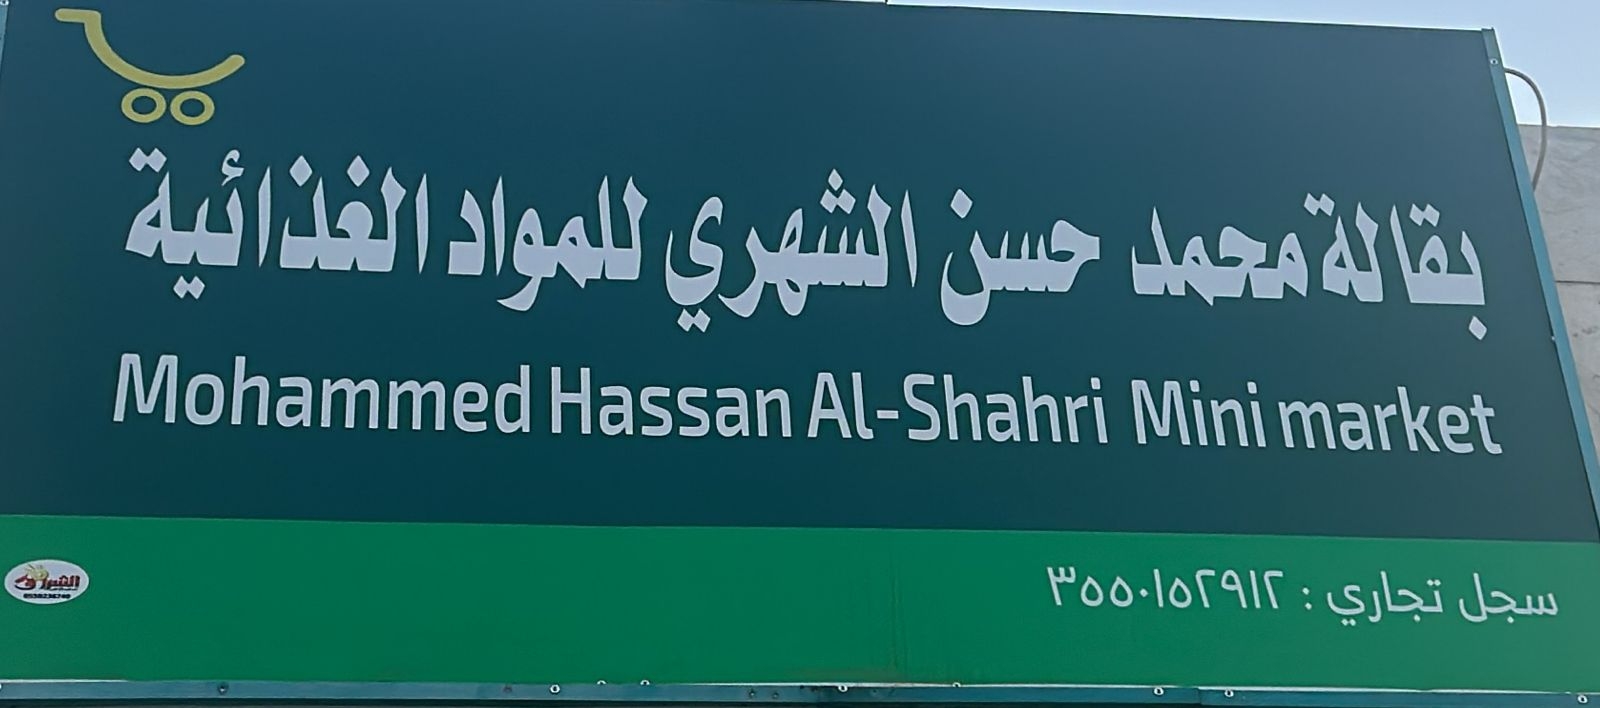 بقالة محمد حسن الشهري للمواد الغذائية
Mohammed Hassan Al-Shahri Mini market
سجل تجاري : ٣٥٥٠١٥٢٩١٢